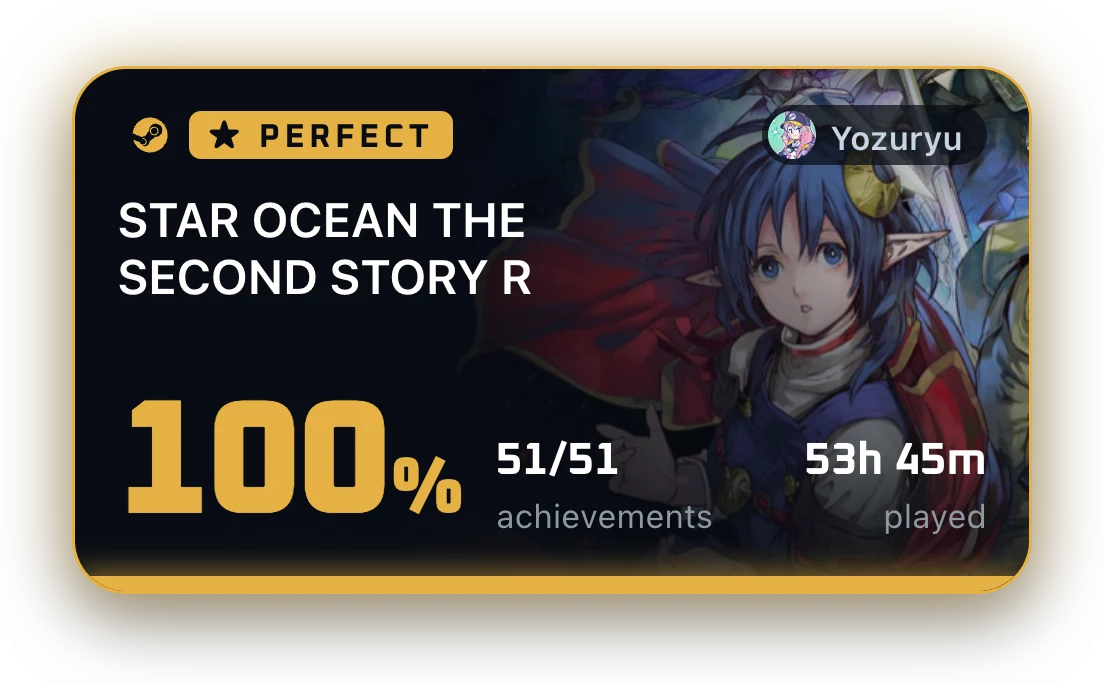 ★ PERFECT
Yozuryu
STAR OCEAN THE
SECOND STORY R
100%
51/51
achievements
53h 45m
played